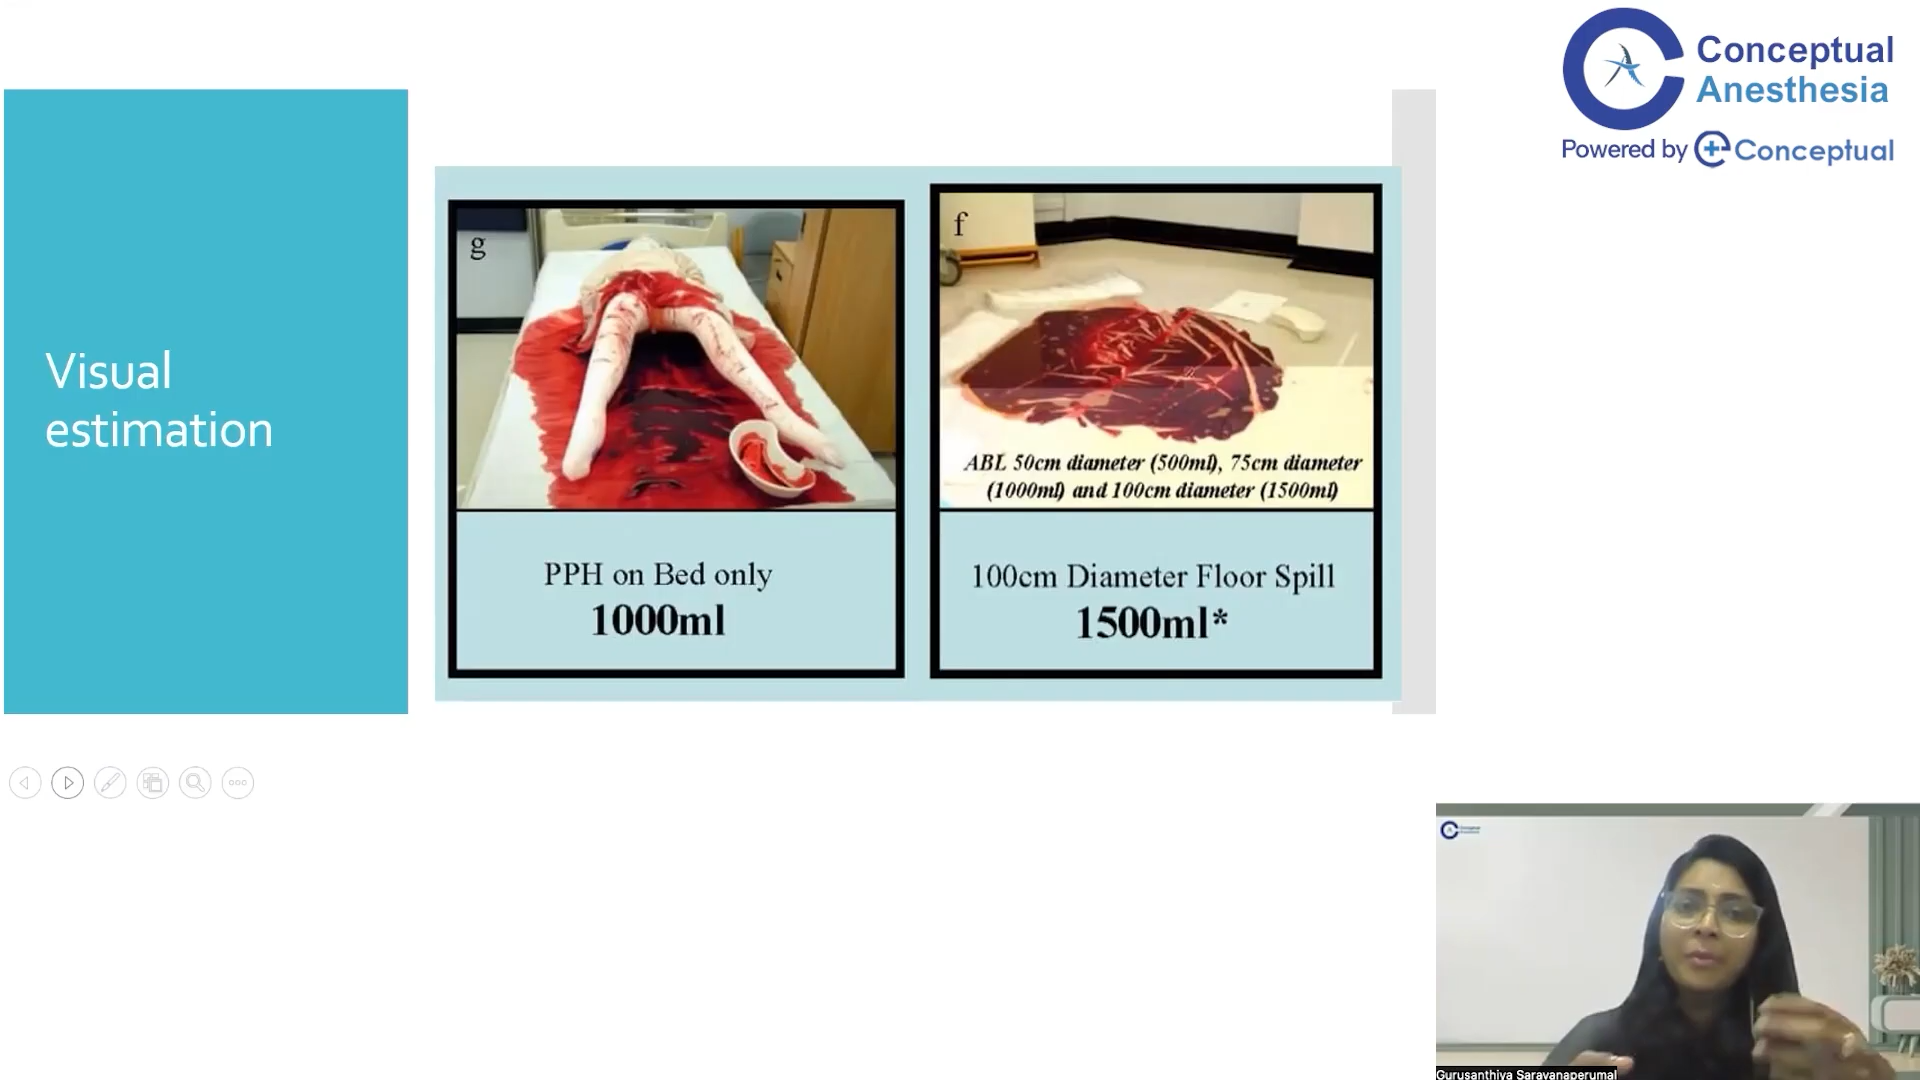 Conceptual
Anesthesia
Powered by Conceptual
Visual
estimation
g
f
ABL 50cm diameter (500ml), 75cm diameter
(1000ml) and 100cm diameter (1500ml)
PPH on Bed only
1000ml
100cm Diameter Floor Spill
1500ml*
Gurusanthiya Saravanaperumal